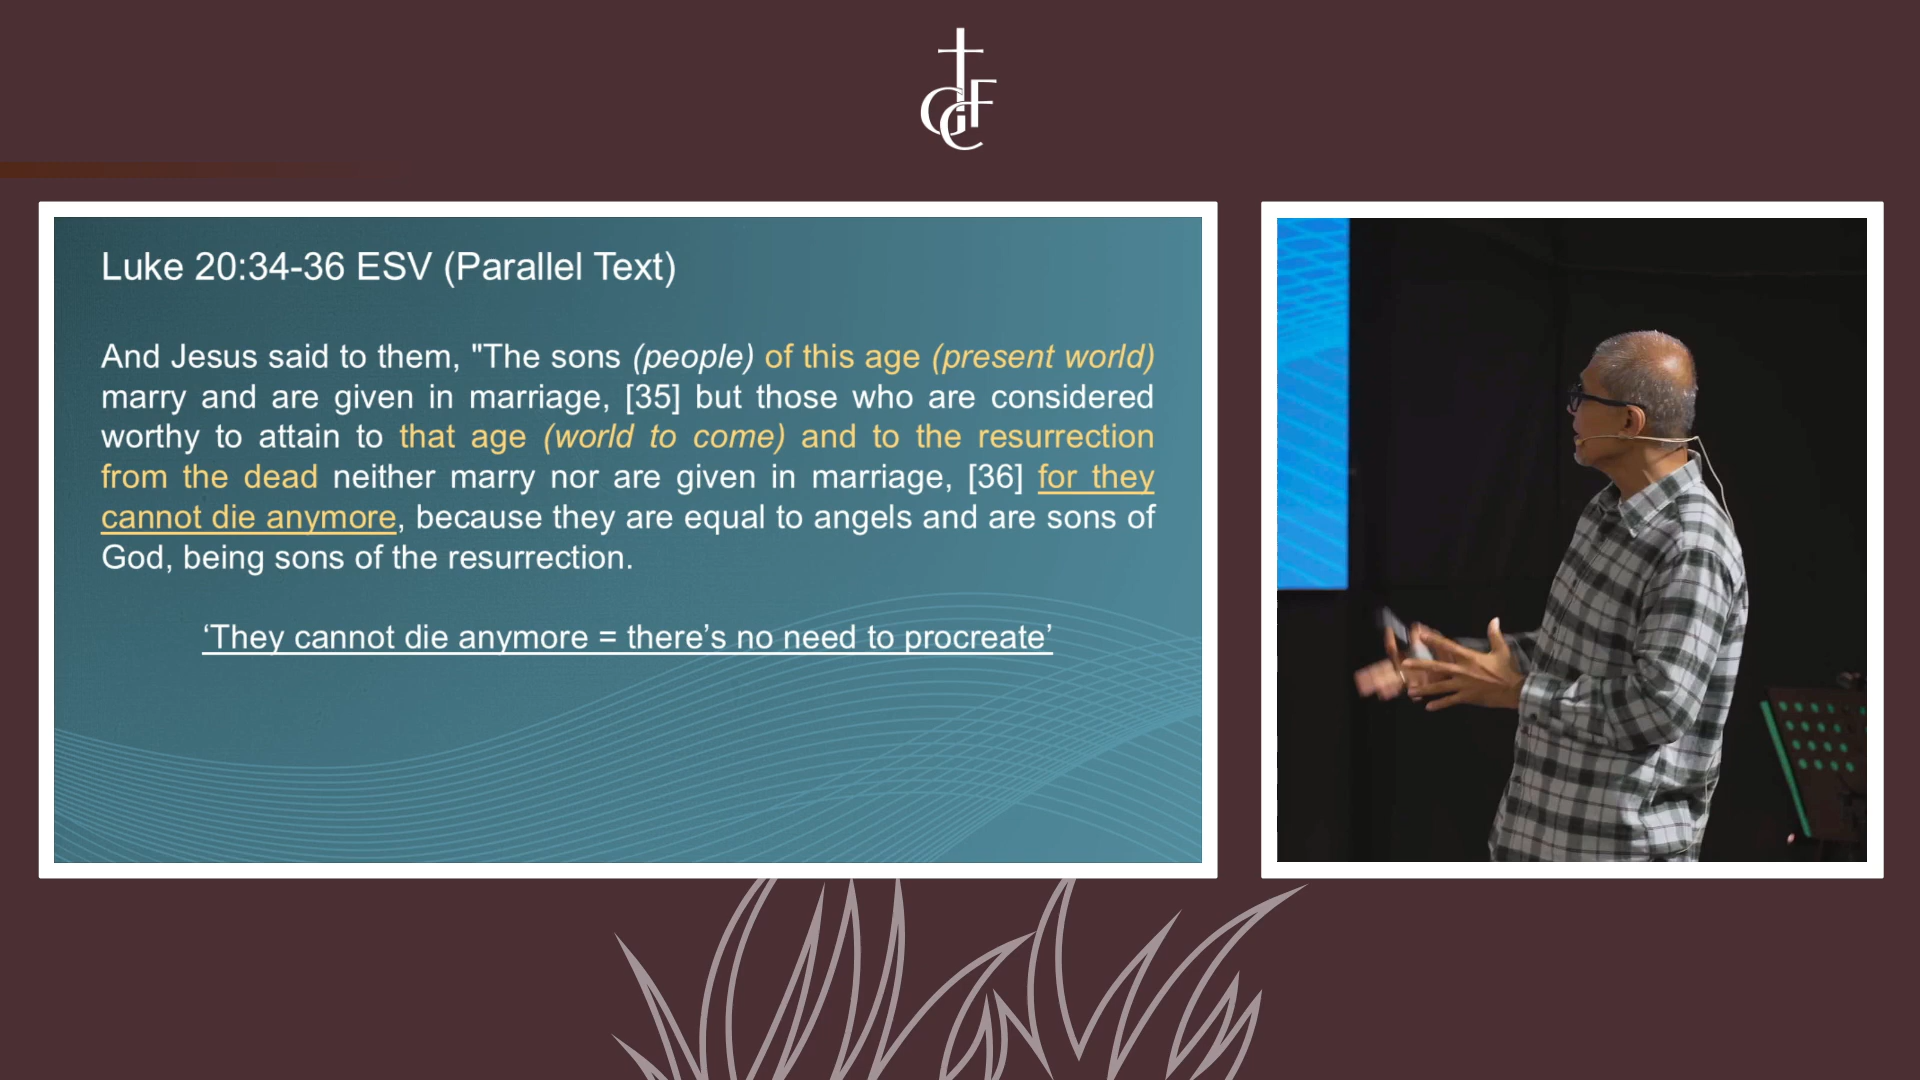 GCF
Luke 20:34-36 ESV (Parallel Text)
And Jesus said to them, "The sons (people) of this age (present world)
marry and are given in marriage, [35] but those who are considered
worthy to attain to that age (world to come) and to the resurrection
from the dead neither marry nor are given in marriage, [36] for they
cannot die anymore, because they are equal to angels and are sons of
God, being sons of the resurrection.
‘They cannot die anymore = there’s no need to procreate’